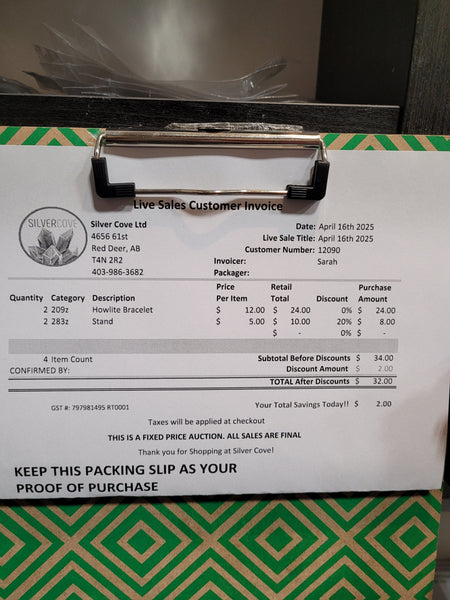 Live Sales Customer Invoice
SILVERCOVE
Silver Cove Ltd
4656 61st
Red Deer, AB
T4N 2R2
403-986-3682
Date: April 16th 2025
Live Sale Title: April 16th 2025
Customer Number: 12090
Invoicer: Sarah
Packager:
Quantity Category Description Price Per Item Retail Total Discount Purchase Amount
2 209z Howlite Bracelet $ 12.00 $ 24.00 0% $ 24.00
2 283z Stand $ 5.00 $ 10.00 20% $ 8.00
$ - 0% $ -
4 Item Count Subtotal Before Discounts $ 34.00
CONFIRMED BY: Discount Amount $ 2.00
TOTAL After Discounts $ 32.00
GST #: 797981495 RT0001 Your Total Savings Today!! $ 2.00
Taxes will be applied at checkout
THIS IS A FIXED PRICE AUCTION. ALL SALES ARE FINAL
Thank you for Shopping at Silver Cove!
KEEP THIS PACKING SLIP AS YOUR
PROOF OF PURCHASE